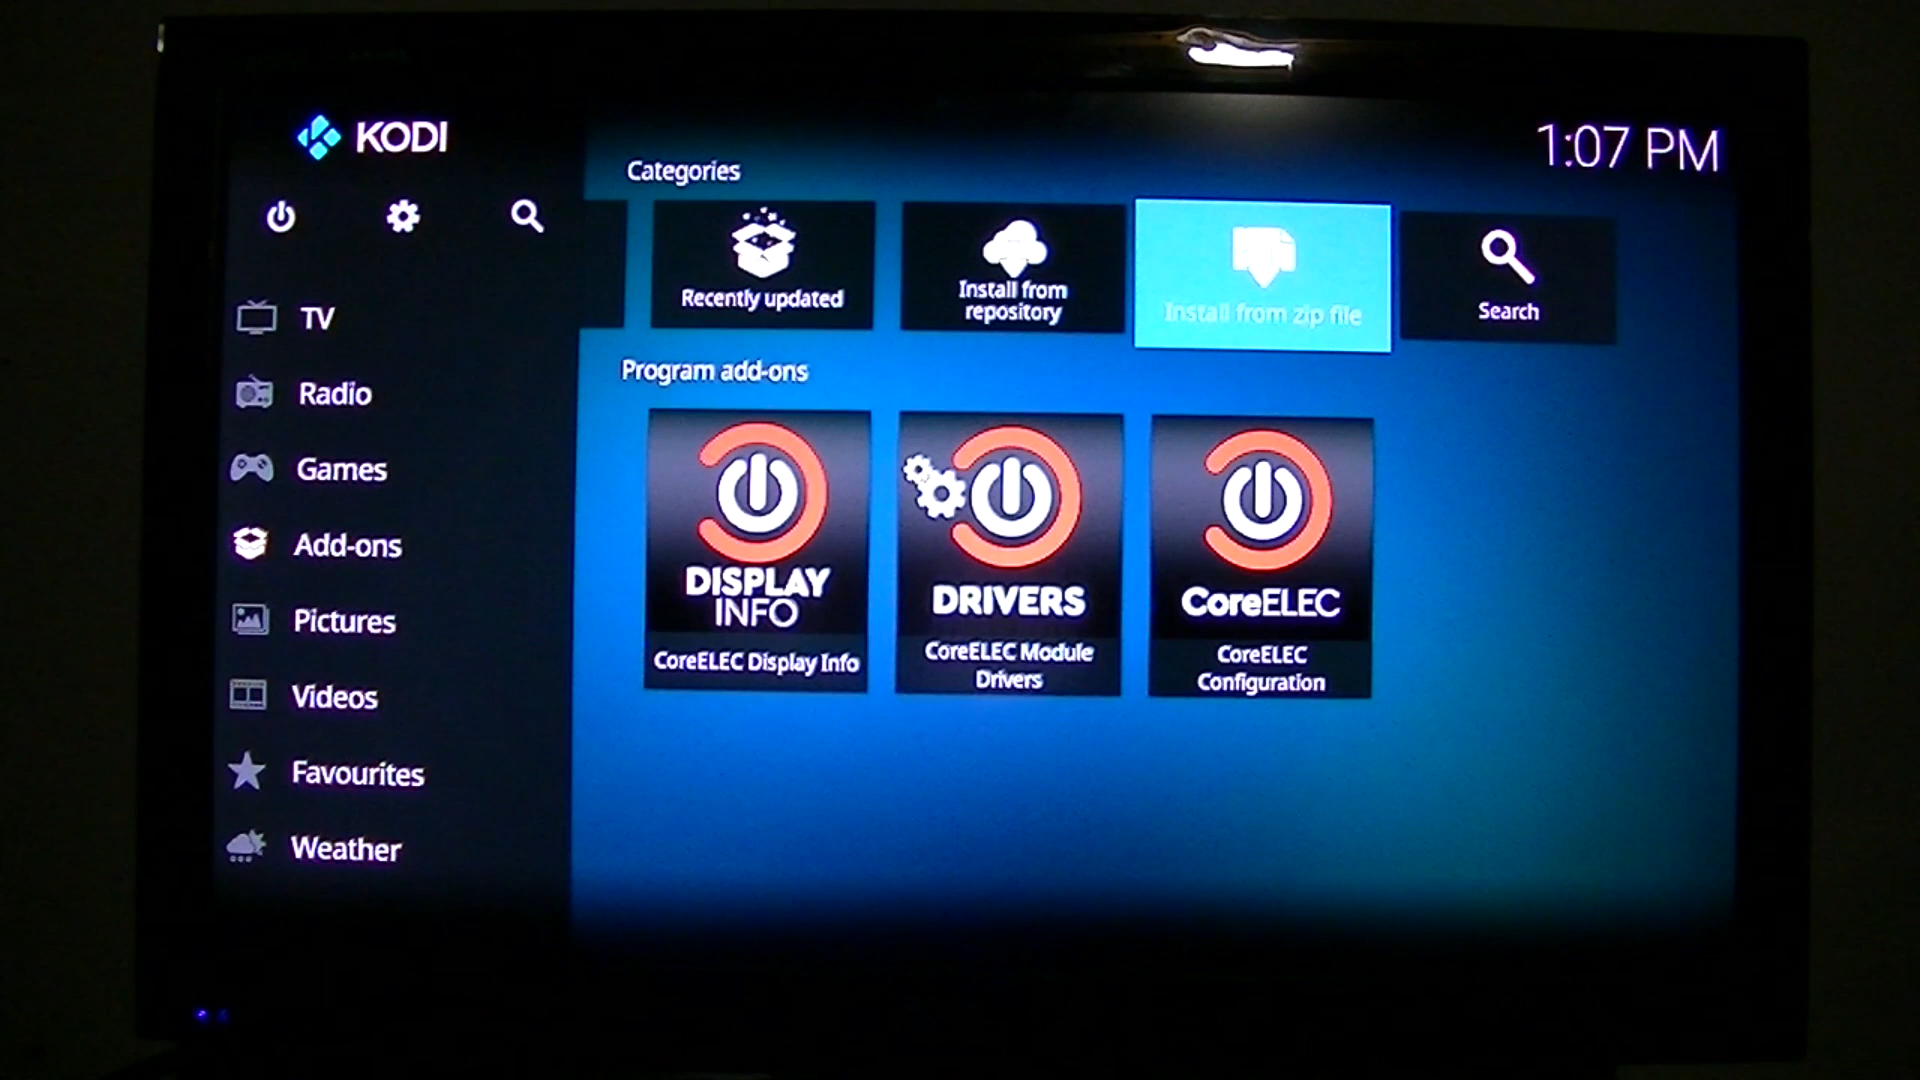 KODI
1:07 PM
Categories
Recently updated
Install from
repository
Install from zip file
Search
TV
Radio
Games
Add-ons
Pictures
Videos
Favourites
Weather
Program add-ons
DISPLAY
INFO
CoreELEC Display Info
DRIVERS
CoreELEC Module
Drivers
CoreELEC
CoreELEC
Configuration